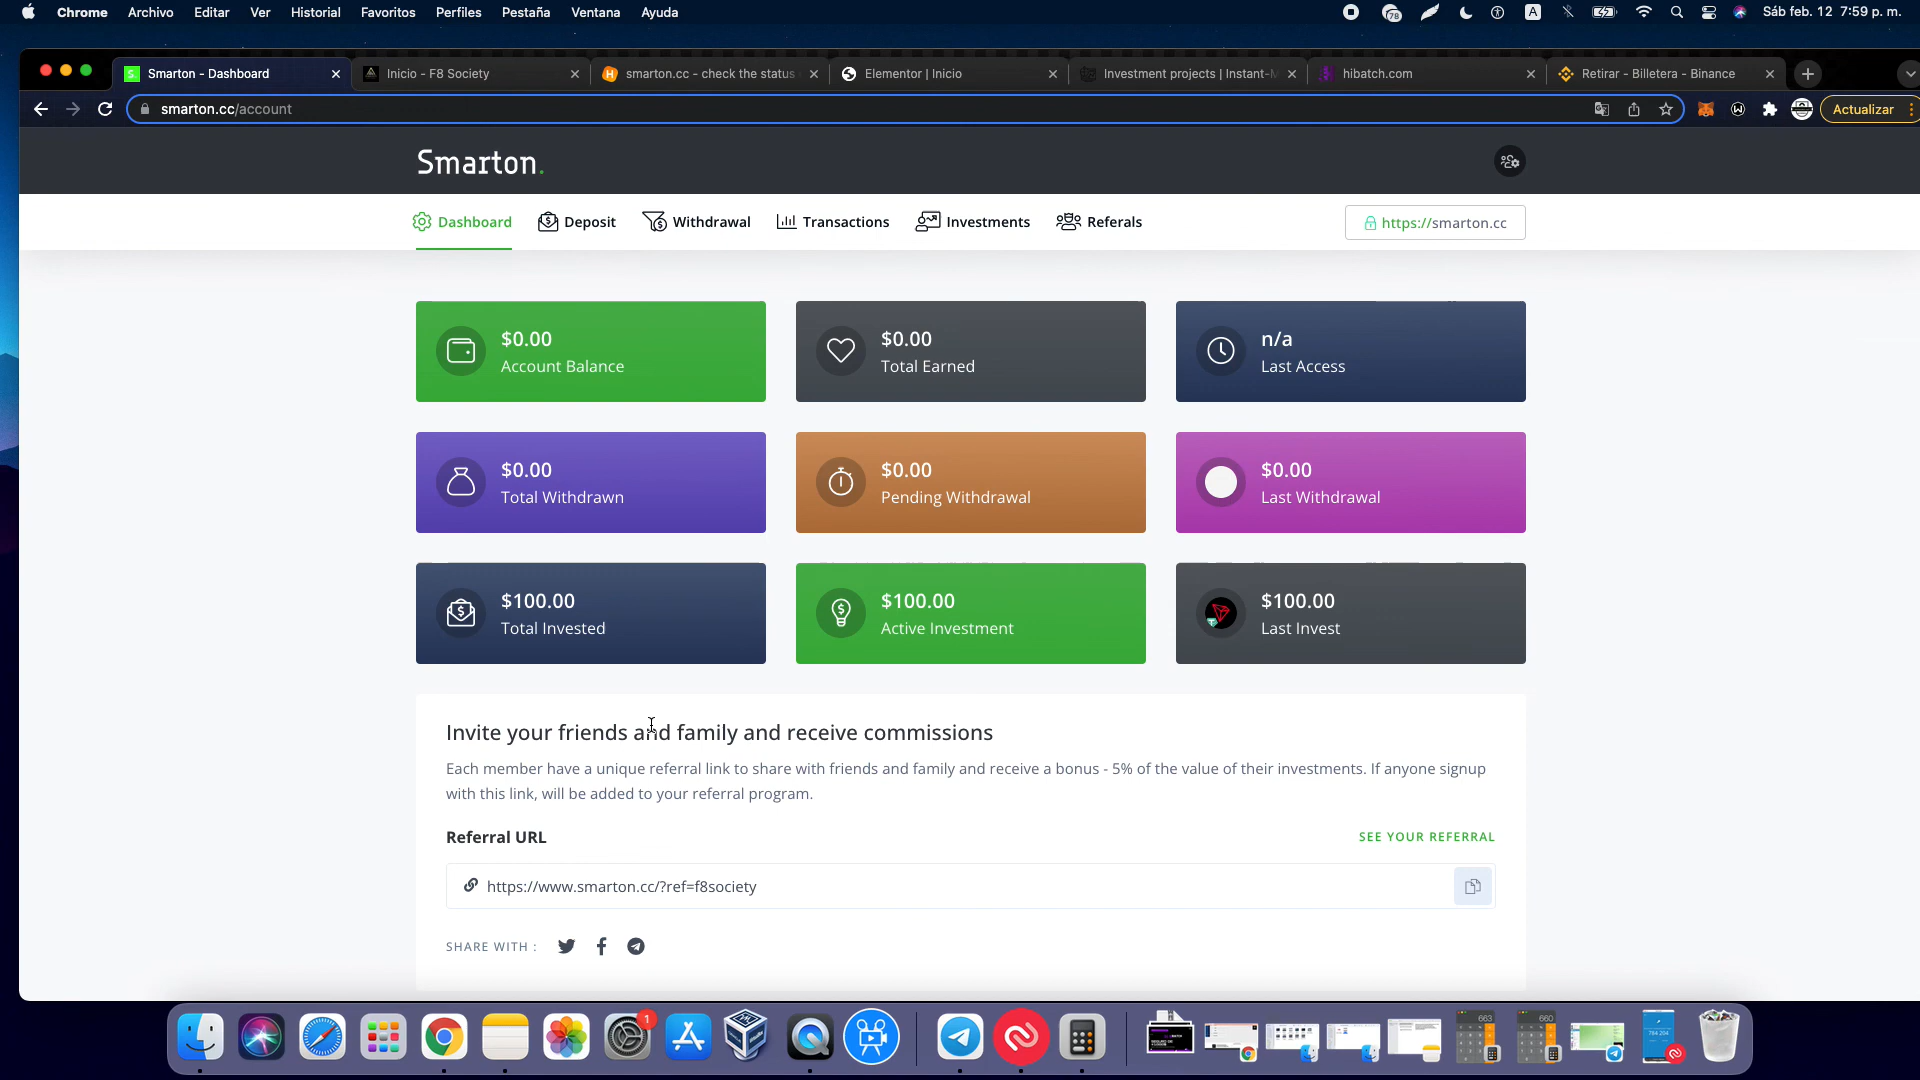 Chrome Archivo Editar Ver Historial Favoritos Perfiles Pestaña Ventana Ayuda 78 A Sáb feb. 12 7:59 p. m.
Smarton - Dashboard Inicio - F8 Society smarton.cc - check the status Elementor | Inicio Investment projects | Instant-M hibatch.com Retirar - Billetera - Binance
smarton.cc/account Actualizar
Smarton.
Dashboard Deposit Withdrawal Transactions Investments Referals https://smarton.cc
$0.00 $0.00 n/a
Account Balance Total Earned Last Access
$0.00 $0.00 $0.00
Total Withdrawn Pending Withdrawal Last Withdrawal
$100.00 $100.00 $100.00
Total Invested Active Investment Last Invest
Invite your friends and family and receive commissions
Each member have a unique referral link to share with friends and family and receive a bonus - 5% of the value of their investments. If anyone signup
with this link, will be added to your referral program.
Referral URL SEE YOUR REFERRAL
https://www.smarton.cc/?ref=f8society
SHARE WITH :
1
663 660